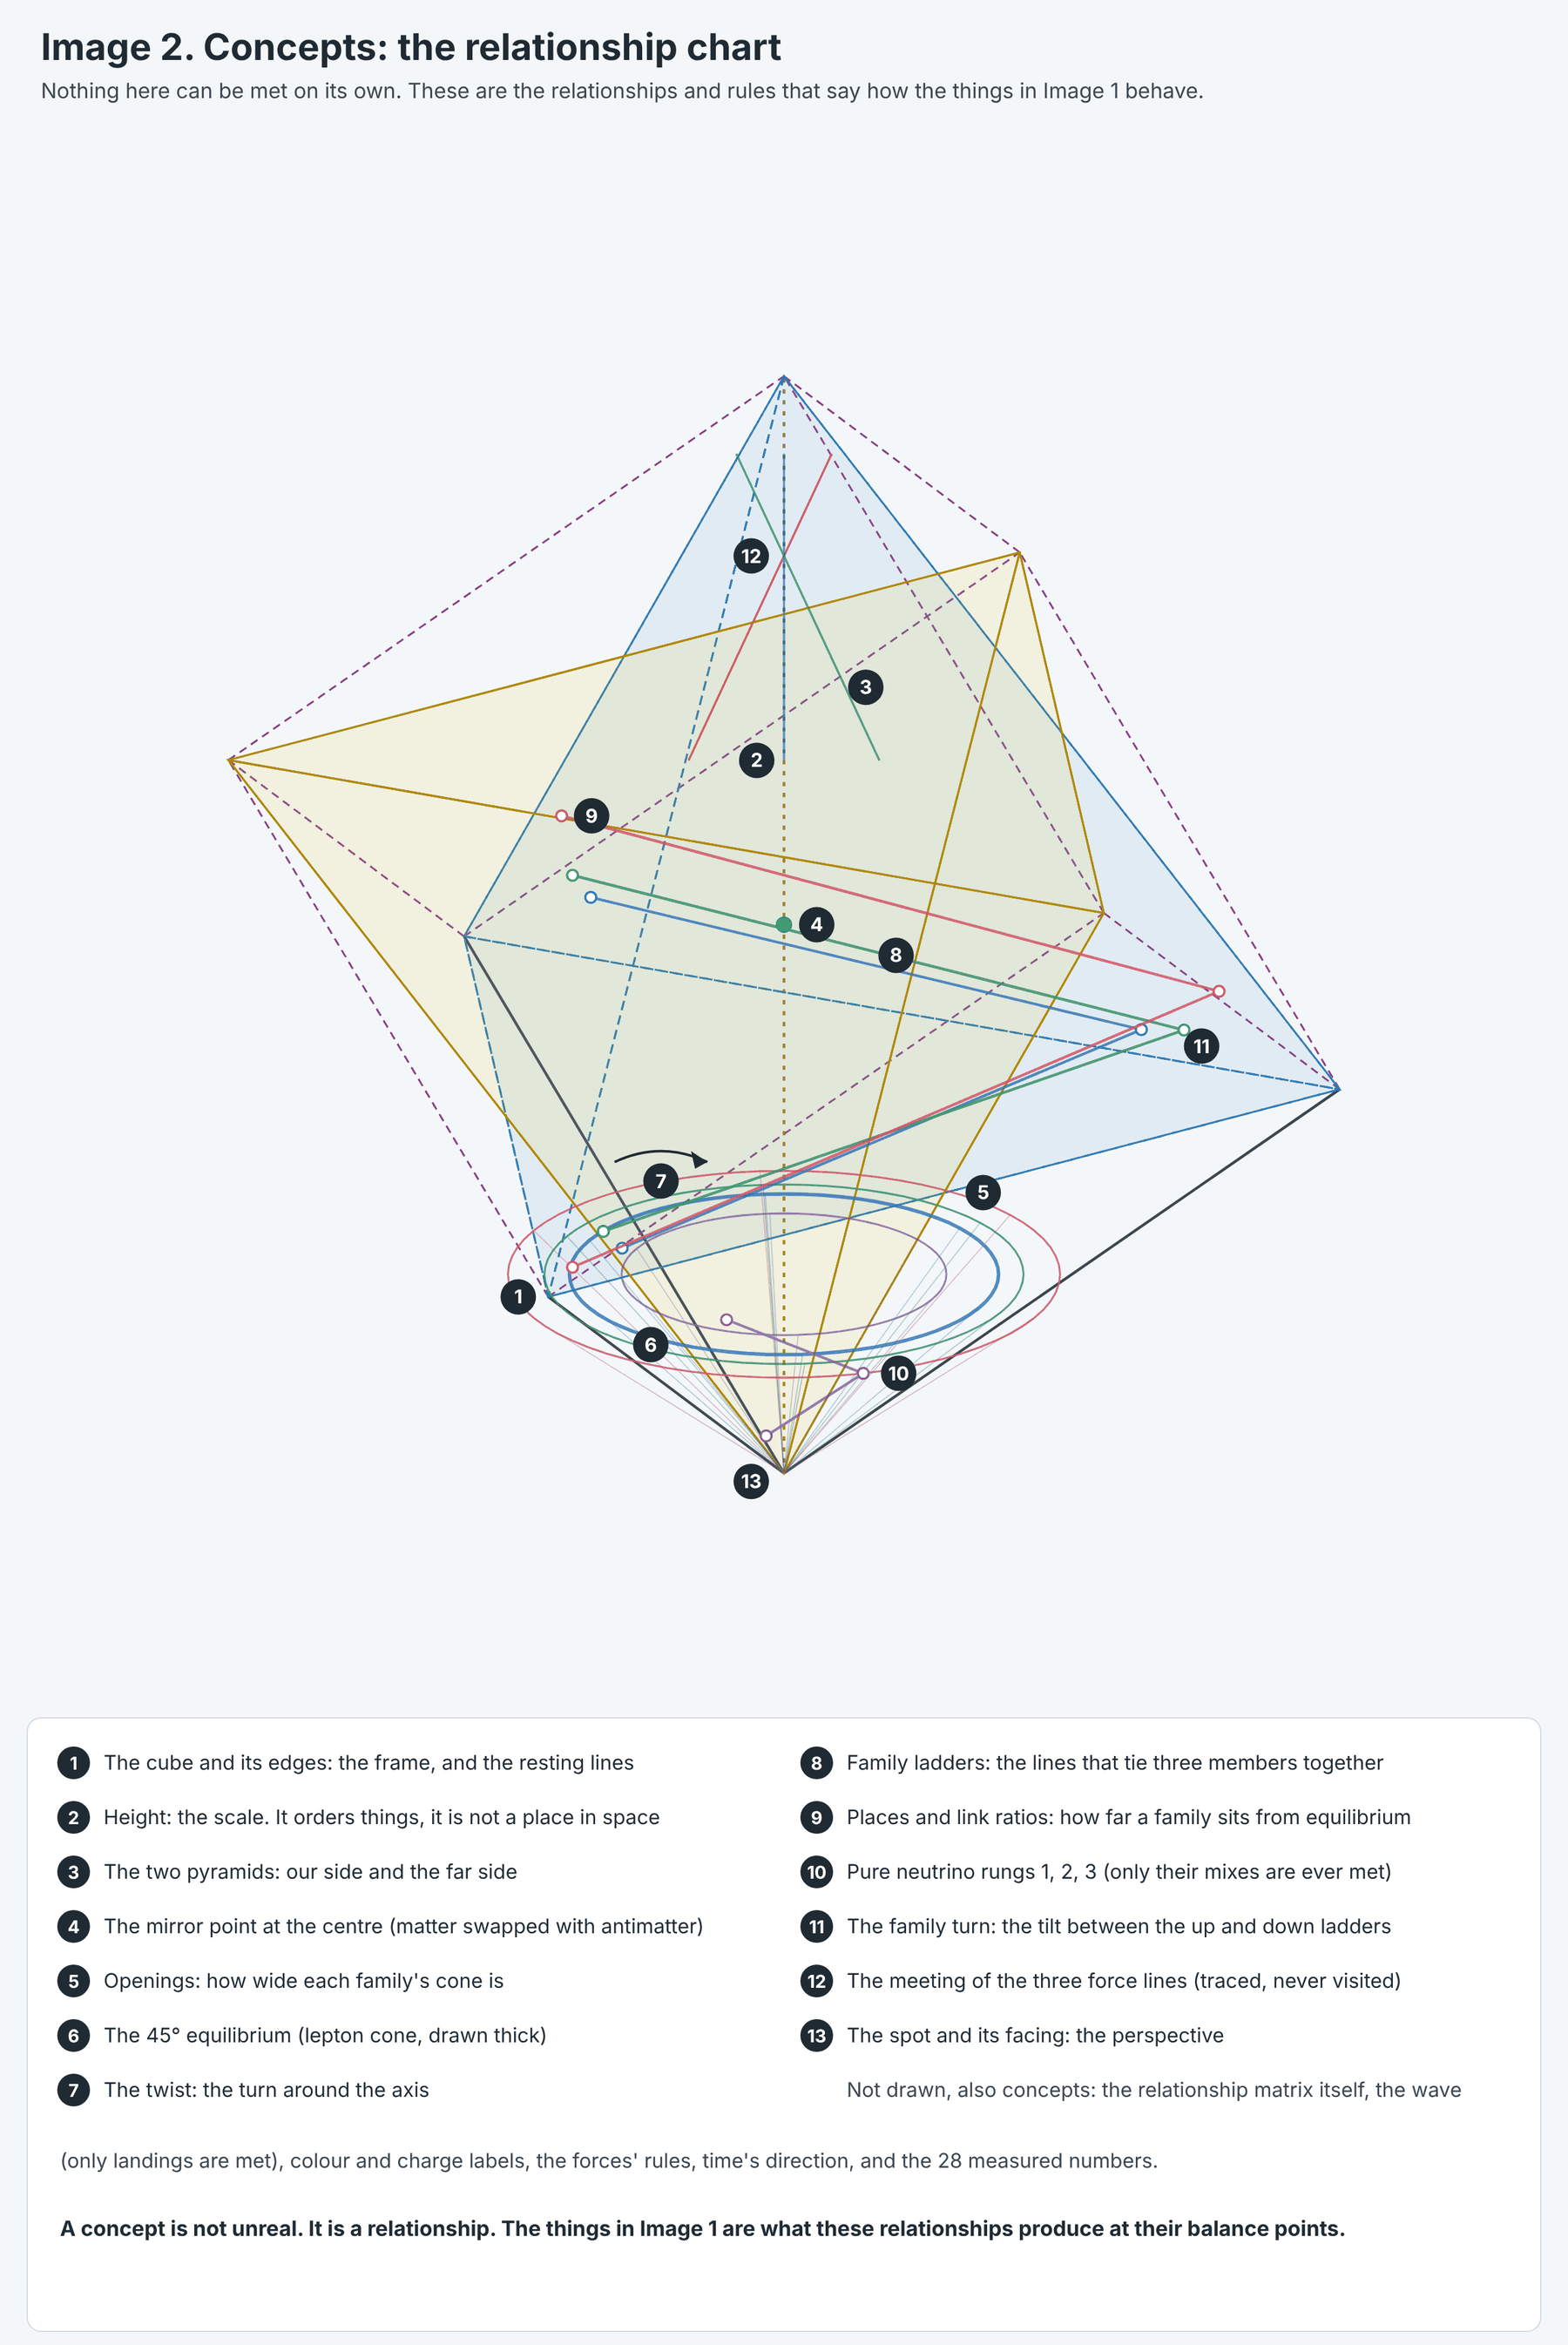 Image 2. Concepts: the relationship chart
Nothing here can be met on its own. These are the relationships and rules that say how the things in Image 1 behave.
12
3
2
9
4
8
11
7
5
1
6
10
13
1 The cube and its edges: the frame, and the resting lines
2 Height: the scale. It orders things, it is not a place in space
3 The two pyramids: our side and the far side
4 The mirror point at the centre (matter swapped with antimatter)
5 Openings: how wide each family's cone is
6 The 45° equilibrium (lepton cone, drawn thick)
7 The twist: the turn around the axis
8 Family ladders: the lines that tie three members together
9 Places and link ratios: how far a family sits from equilibrium
10 Pure neutrino rungs 1, 2, 3 (only their mixes are ever met)
11 The family turn: the tilt between the up and down ladders
12 The meeting of the three force lines (traced, never visited)
13 The spot and its facing: the perspective
Not drawn, also concepts: the relationship matrix itself, the wave
(only landings are met), colour and charge labels, the forces' rules, time's direction, and the 28 measured numbers.
A concept is not unreal. It is a relationship. The things in Image 1 are what these relationships produce at their balance points.